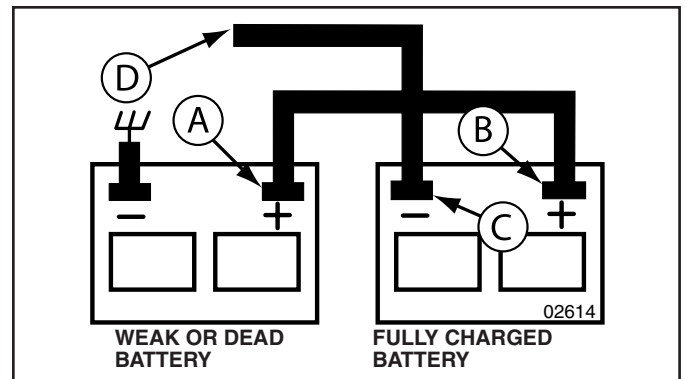 D
A
B
− + − +
C
02614
WEAK OR DEAD
BATTERY
FULLY CHARGED
BATTERY